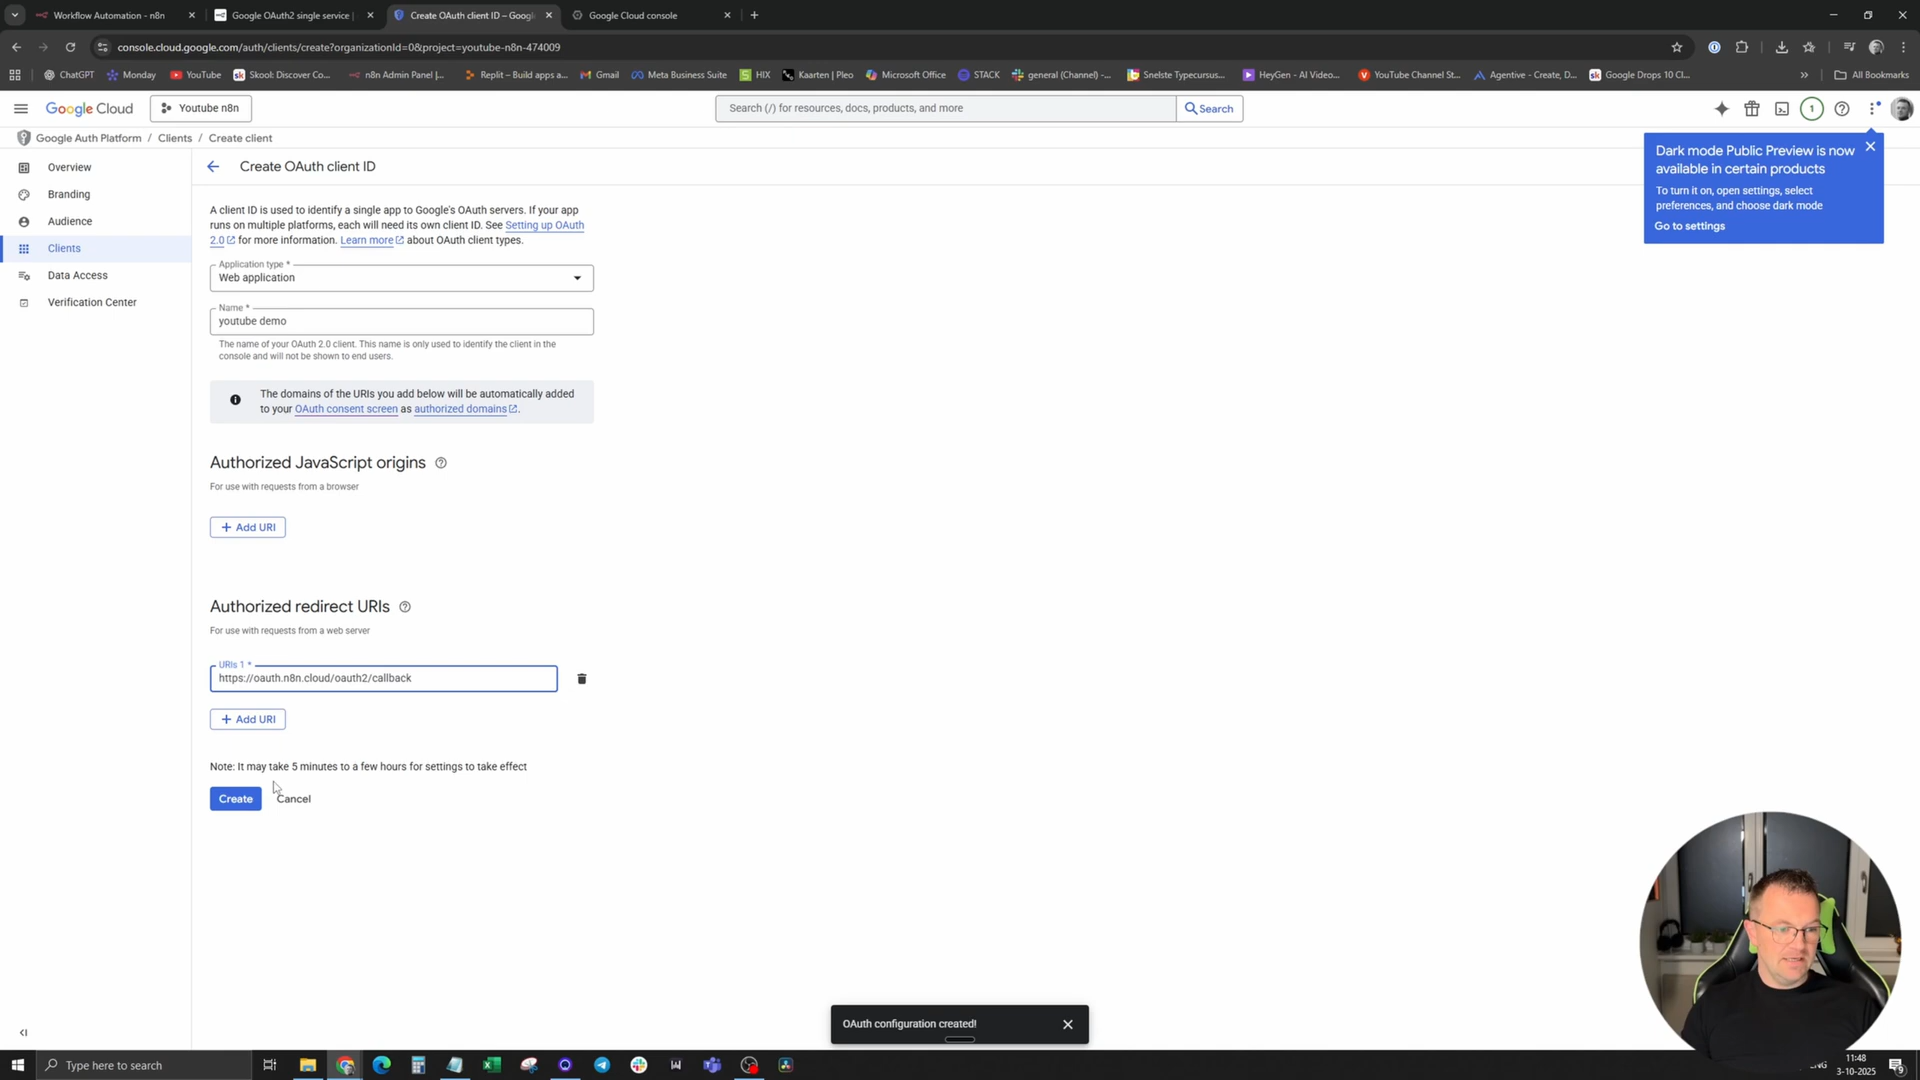 Workflow Automation - n8n
Google OAuth2 single service |
Create OAuth client ID – Google
Google Cloud console
console.cloud.google.com/auth/clients/create?organizationId=0&project=youtube-n8n-474009
ChatGPT
Monday
YouTube
Skool: Discover Co...
n8n Admin Panel |...
Replit – Build apps a...
Gmail
Meta Business Suite
HIX
Kaarten | Pleo
Microsoft Office
STACK
general (Channel) -...
Snelste Typecursus...
HeyGen - AI Video...
YouTube Channel St...
Agentive - Create, D...
Google Drops 10 Cl...
All Bookmarks
Google Cloud
Youtube n8n
Search (/) for resources, docs, products, and more
Search
1
Google Auth Platform / Clients / Create client
Overview
Branding
Audience
Clients
Data Access
Verification Center
Create OAuth client ID
A client ID is used to identify a single app to Google's OAuth servers. If your app
runs on multiple platforms, each will need its own client ID. See Setting up OAuth
2.0 for more information. Learn more about OAuth client types.
Application type *
Web application
Name *
youtube demo
The name of your OAuth 2.0 client. This name is only used to identify the client in the
console and will not be shown to end users.
The domains of the URIs you add below will be automatically added
to your OAuth consent screen as authorized domains.
Authorized JavaScript origins
For use with requests from a browser
+ Add URI
Authorized redirect URIs
For use with requests from a web server
URIs 1 *
https://oauth.n8n.cloud/oauth2/callback
+ Add URI
Note: It may take 5 minutes to a few hours for settings to take effect
Create
Cancel
Dark mode Public Preview is now
available in certain products
To turn it on, open settings, select
preferences, and choose dark mode
Go to settings
OAuth configuration created!
Type here to search
11:48
3-10-2025